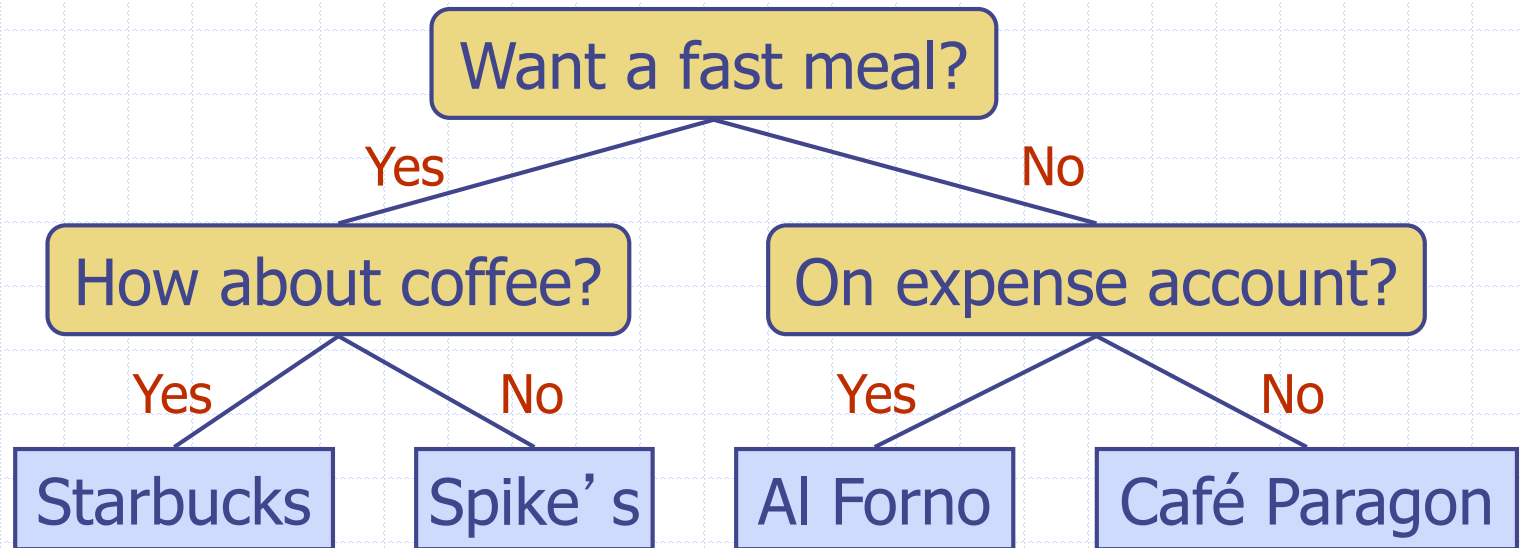 Want a fast meal?
Yes
No
How about coffee?
On expense account?
Yes
No
Yes
No
Starbucks
Spike’s
Al Forno
Café Paragon